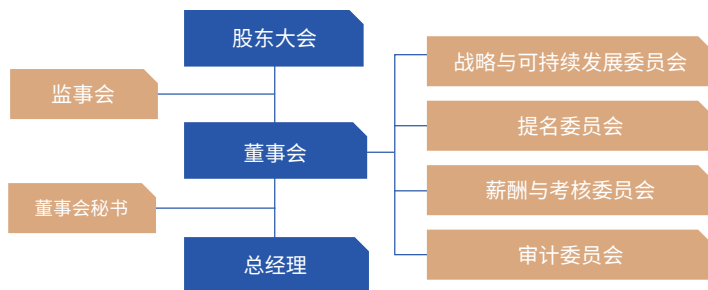 股东大会
监事会
董事会
董事会秘书
总经理
战略与可持续发展委员会
提名委员会
薪酬与考核委员会
审计委员会